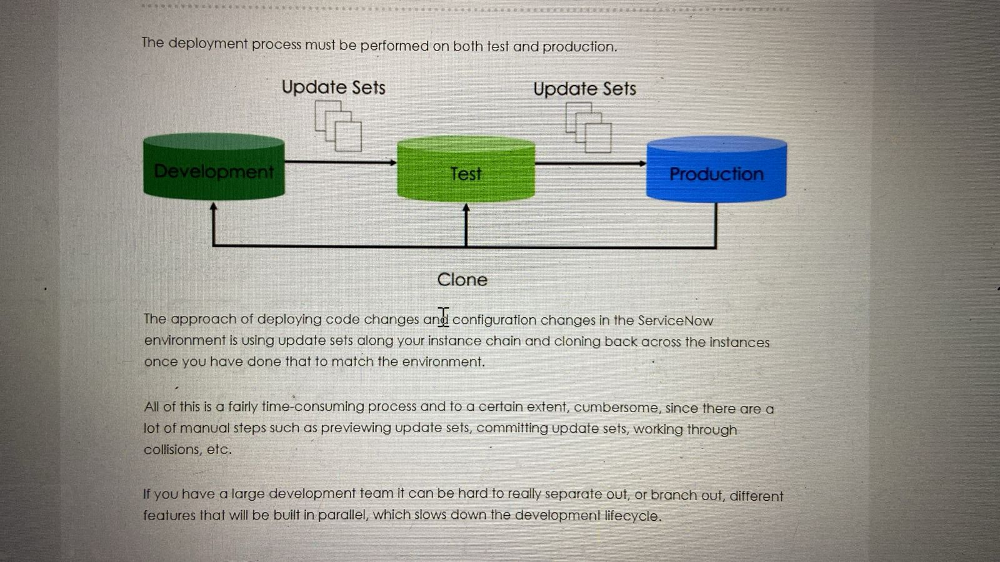 The deployment process must be performed on both test and production.
Update Sets
Update Sets
Development
Test
Production
Clone
The approach of deploying code changes and configuration changes in the ServiceNow
environment is using update sets along your instance chain and cloning back across the instances
once you have done that to match the environment.
All of this is a fairly time-consuming process and to a certain extent, cumbersome, since there are a
lot of manual steps such as previewing update sets, committing update sets, working through
collisions, etc.
If you have a large development team it can be hard to really separate out, or branch out, different
features that will be built in parallel, which slows down the development lifecycle.